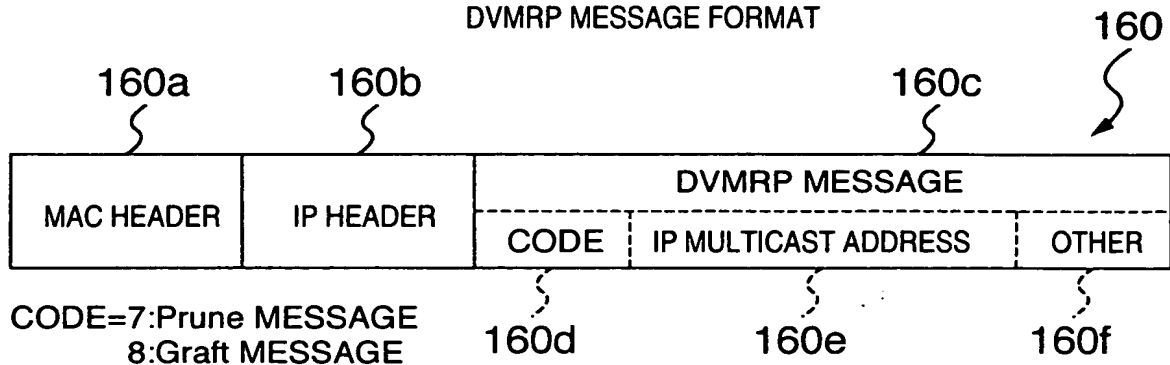 DVMRP MESSAGE FORMAT
160
160a 160b 160c
MAC HEADER IP HEADER DVMRP MESSAGE
CODE IP MULTICAST ADDRESS OTHER
CODE=7:Prune MESSAGE
8:Graft MESSAGE
160d 160e 160f